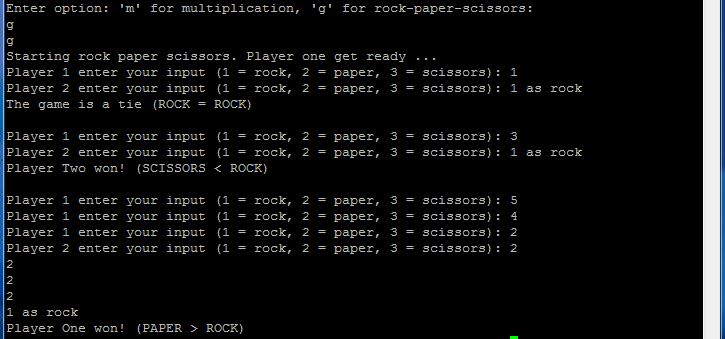 Enter option: 'm' for multiplication, 'g' for rock-paper-scissors:
g
g
Starting rock paper scissors. Player one get ready ...
Player 1 enter your input (1 = rock, 2 = paper, 3 = scissors): 1
Player 2 enter your input (1 = rock, 2 = paper, 3 = scissors): 1 as rock
The game is a tie (ROCK = ROCK)
Player 1 enter your input (1 = rock, 2 = paper, 3 = scissors): 3
Player 2 enter your input (1 = rock, 2 = paper, 3 = scissors): 1 as rock
Player Two won! (SCISSORS < ROCK)
Player 1 enter your input (1 = rock, 2 = paper, 3 = scissors): 5
Player 1 enter your input (1 = rock, 2 = paper, 3 = scissors): 4
Player 1 enter your input (1 = rock, 2 = paper, 3 = scissors): 2
Player 2 enter your input (1 = rock, 2 = paper, 3 = scissors): 2
2
2
2
1 as rock
Player One won! (PAPER > ROCK)